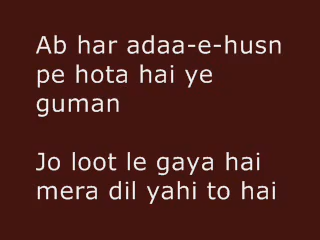 Ab har adaa-e-husn
pe hota hai ye
guman
Jo loot le gaya hai
mera dil yahi to hai